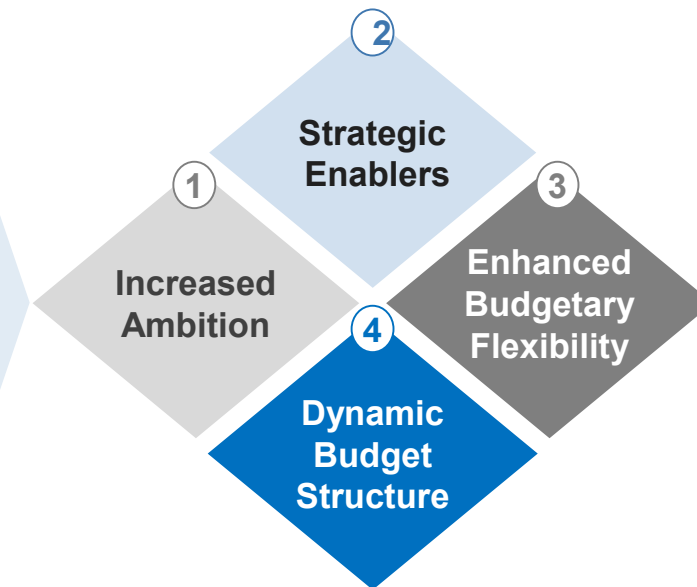 2
Strategic
Enablers
1
Increased
Ambition
3
Enhanced
Budgetary
Flexibility
4
Dynamic
Budget
Structure